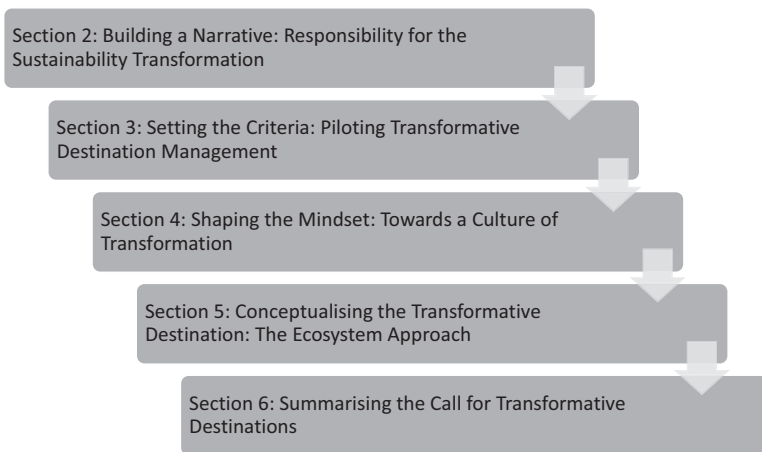 Section 2: Building a Narrative: Responsibility for the
Sustainability Transformation
Section 3: Setting the Criteria: Piloting Transformative
Destination Management
Section 4: Shaping the Mindset: Towards a Culture of
Transformation
Section 5: Conceptualising the Transformative
Destination: The Ecosystem Approach
Section 6: Summarising the Call for Transformative
Destinations